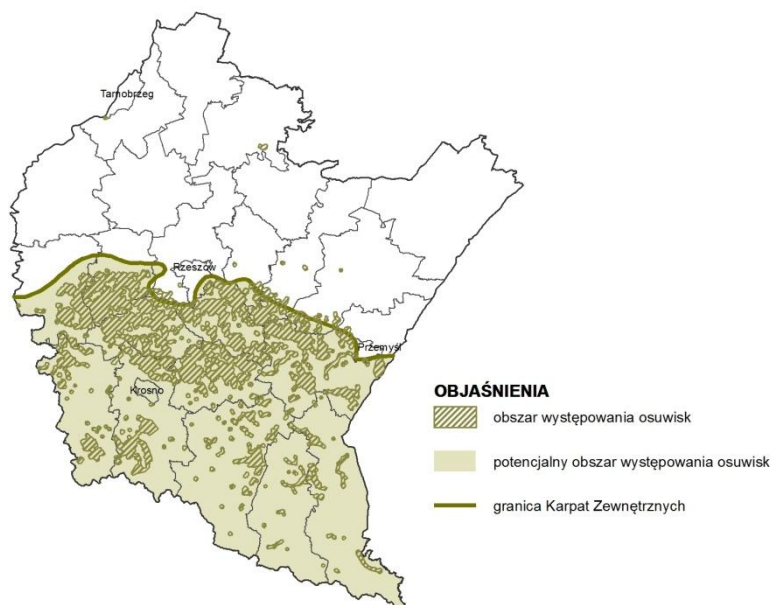 Tarnobrzeg
Rzeszów
Przemyśl
Krosno
OBJAŚNIENIA
obszar występowania osuwisk
potencjalny obszar występowania osuwisk
granica Karpat Zewnętrznych